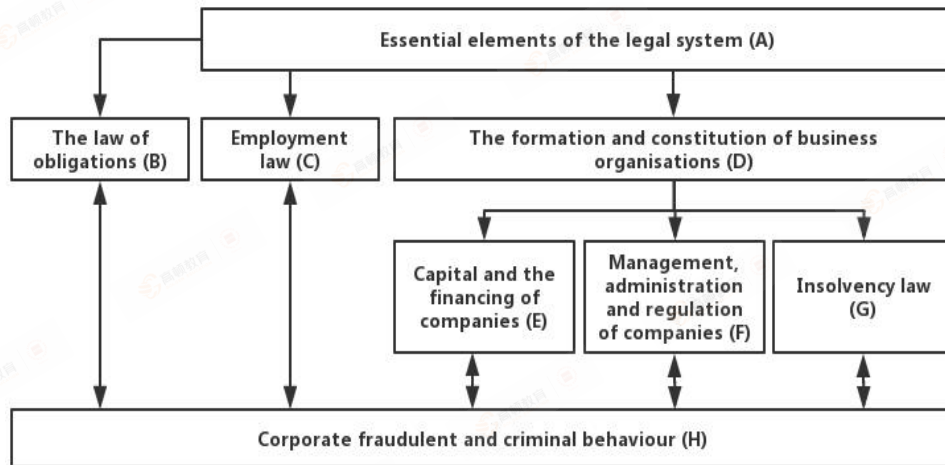 Essential elements of the legal system (A)
The law of
obligations (B)
Employment
law (C)
The formation and constitution of business
organisations (D)
Capital and the
financing of
companies (E)
Management,
administration
and regulation
of companies (F)
Insolvency law
(G)
Corporate fraudulent and criminal behaviour (H)